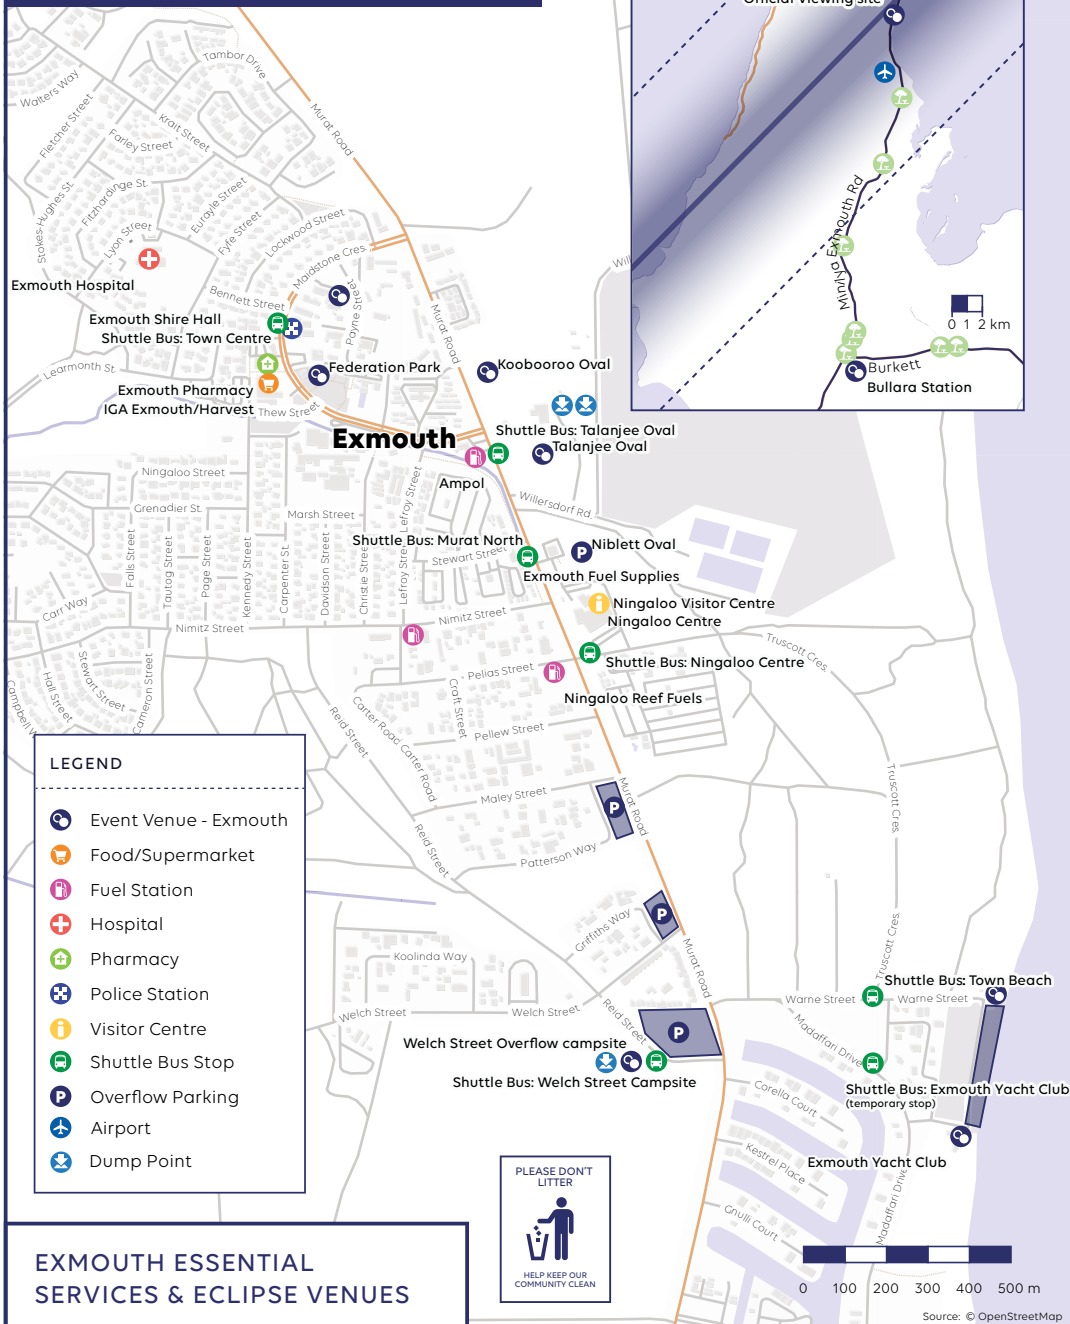 Official Viewing Site
Minilya Exmouth Rd
0 1 2 km
Burkett
Bullara Station
Tambor Drive
Walters Way
Fletcher Street
Krait Street
Farley Street
Murat Road
Stokes-Hughes St.
Fitzhardinge St.
Eurayle Street
Lyon Street
Fyfe Street
Lockwood Street
Maidstone Cres.
Exmouth Hospital
Bennett Street
Payne Street
Murat Road
Exmouth Shire Hall
Shuttle Bus: Town Centre
Learmonth St.
Federation Park
Koobooroo Oval
Exmouth Pharmacy
IGA Exmouth/Harvest
Thew Street
Exmouth
Shuttle Bus: Talanjee Oval
Talanjee Oval
Ampol
Ningaloo Street
Grenadier St.
Marsh Street
Lefroy Street
Lefroy Street
Willersdorf Rd.
Shuttle Bus: Murat North
Stewart Street
P
Niblett Oval
Exmouth Fuel Supplies
Falls Street
Tautog Street
Page Street
Kennedy Street
Carpenter St.
Davidson Street
Christie Street
Carr Way
Nimitz Street
Nimitz Street
Ningaloo Visitor Centre
Ningaloo Centre
Truscott Cres.
Shuttle Bus: Ningaloo Centre
Pelias Street
Ningaloo Reef Fuels
Stewart Street
Hall Street
Cameron Street
Craft Street
Carter Road
Carter Road
Reid Street
Pellew Street
Maley Street
P
Murat Road
Truscott Cres.
Reid Street
Patterson Way
Griffiths Way
P
Murat Road
Truscott Cres.
Koolinda Way
Welch Street
Welch Street
Reid Street
P
Shuttle Bus: Town Beach
Warne Street
Warne Street
Madaffari Drive
Welch Street Overflow campsite
Shuttle Bus: Welch Street Campsite
Shuttle Bus: Exmouth Yacht Club
(temporary stop)
Corella Court
Kestrel Place
Exmouth Yacht Club
Gnulli Court
Madaffari Drive
LEGEND
Event Venue - Exmouth
Food/Supermarket
Fuel Station
Hospital
Pharmacy
Police Station
Visitor Centre
Shuttle Bus Stop
P Overflow Parking
Airport
Dump Point
PLEASE DON'T
LITTER
HELP KEEP OUR
COMMUNITY CLEAN
EXMOUTH ESSENTIAL
SERVICES & ECLIPSE VENUES
0 100 200 300 400 500 m
Source: © OpenStreetMap